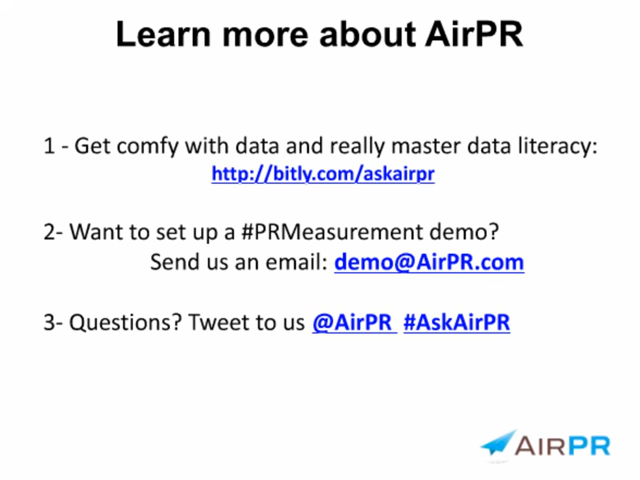 Learn more about AirPR
1 - Get comfy with data and really master data literacy:
http://bitly.com/askairpr
2- Want to set up a #PRMeasurement demo?
Send us an email: demo@AirPR.com
3- Questions? Tweet to us @AirPR #AskAirPR
AIRPR